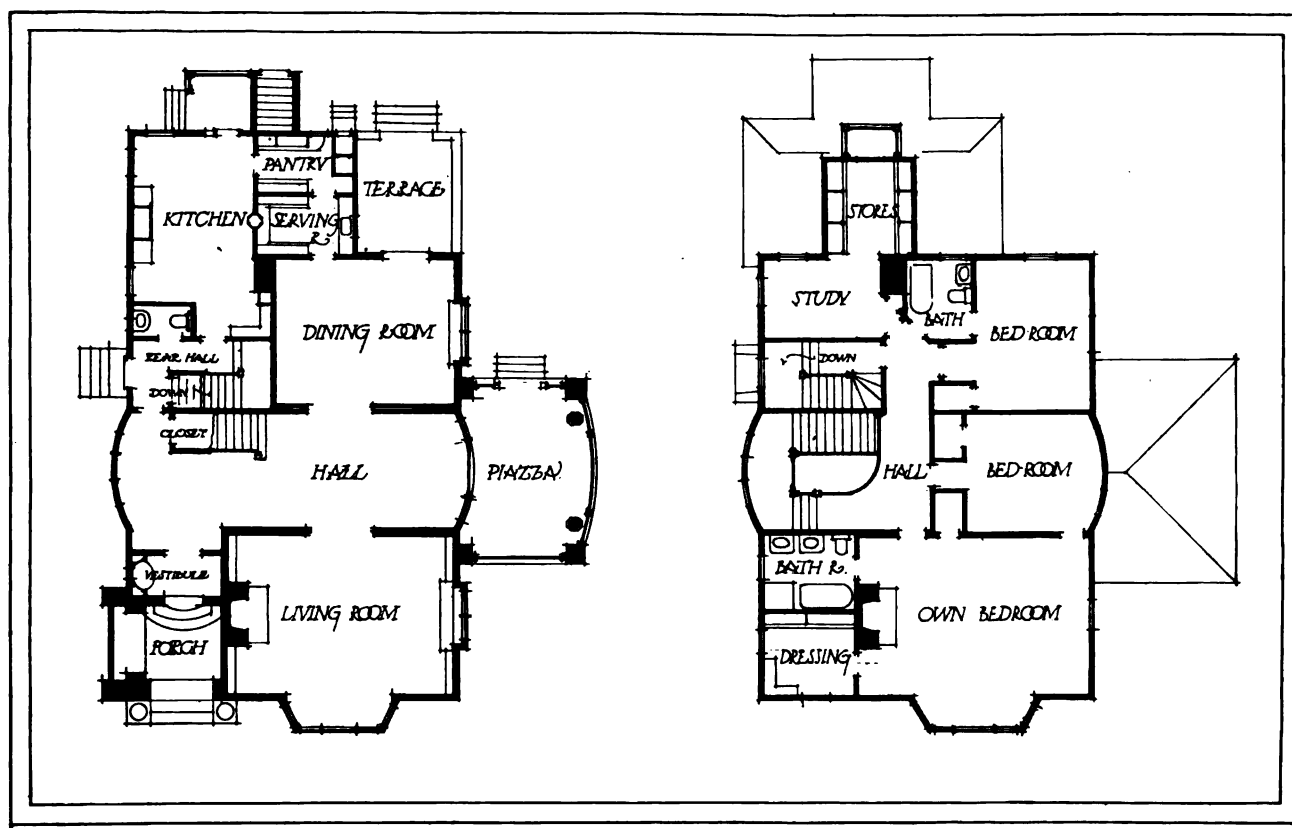 PANTRY
TERRACE
KITCHEN
SERVING
R.
DINING ROOM
REAR HALL
DOWN
CLOSET
HALL
PIAZZA
VESTIBULE
LIVING ROOM
PORCH
STORES
STUDY
BATH
BED·ROOM
DOWN
HALL
BED·ROOM
BATH R.
OWN BEDROOM
DRESSING